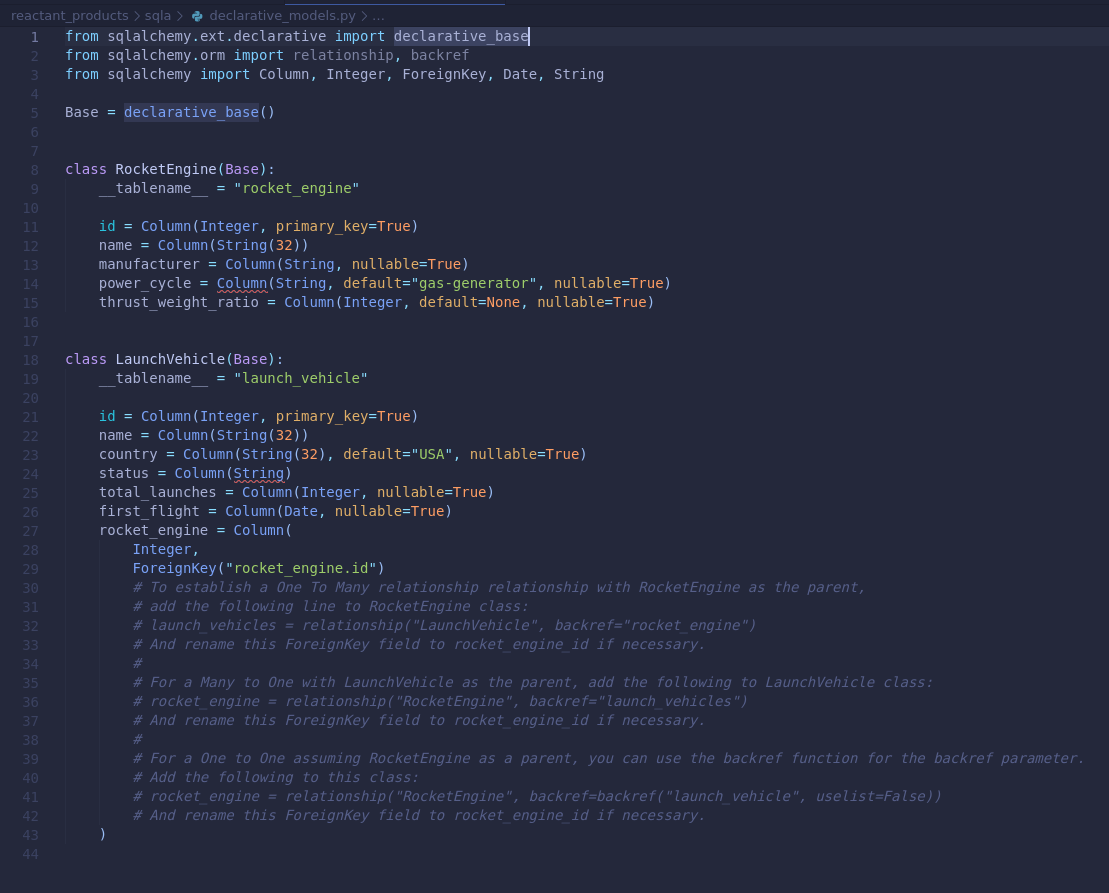 reactant_products > sqla > declarative_models.py > ...
1 from sqlalchemy.ext.declarative import declarative_base
2 from sqlalchemy.orm import relationship, backref
3 from sqlalchemy import Column, Integer, ForeignKey, Date, String
4
5 Base = declarative_base()
6
7
8 class RocketEngine(Base):
9     __tablename__ = "rocket_engine"
10
11     id = Column(Integer, primary_key=True)
12     name = Column(String(32))
13     manufacturer = Column(String, nullable=True)
14     power_cycle = Column(String, default="gas-generator", nullable=True)
15     thrust_weight_ratio = Column(Integer, default=None, nullable=True)
16
17
18 class LaunchVehicle(Base):
19     __tablename__ = "launch_vehicle"
20
21     id = Column(Integer, primary_key=True)
22     name = Column(String(32))
23     country = Column(String(32), default="USA", nullable=True)
24     status = Column(String)
25     total_launches = Column(Integer, nullable=True)
26     first_flight = Column(Date, nullable=True)
27     rocket_engine = Column(
28         Integer,
29         ForeignKey("rocket_engine.id")
30         # To establish a One To Many relationship relationship with RocketEngine as the parent,
31         # add the following line to RocketEngine class:
32         # launch_vehicles = relationship("LaunchVehicle", backref="rocket_engine")
33         # And rename this ForeignKey field to rocket_engine_id if necessary.
34         #
35         # For a Many to One with LaunchVehicle as the parent, add the following to LaunchVehicle class:
36         # rocket_engine = relationship("RocketEngine", backref="launch_vehicles")
37         # And rename this ForeignKey field to rocket_engine_id if necessary.
38         #
39         # For a One to One assuming RocketEngine as a parent, you can use the backref function for the backref parameter.
40         # Add the following to this class:
41         # rocket_engine = relationship("RocketEngine", backref=backref("launch_vehicle", uselist=False))
42         # And rename this ForeignKey field to rocket_engine_id if necessary.
43     )
44